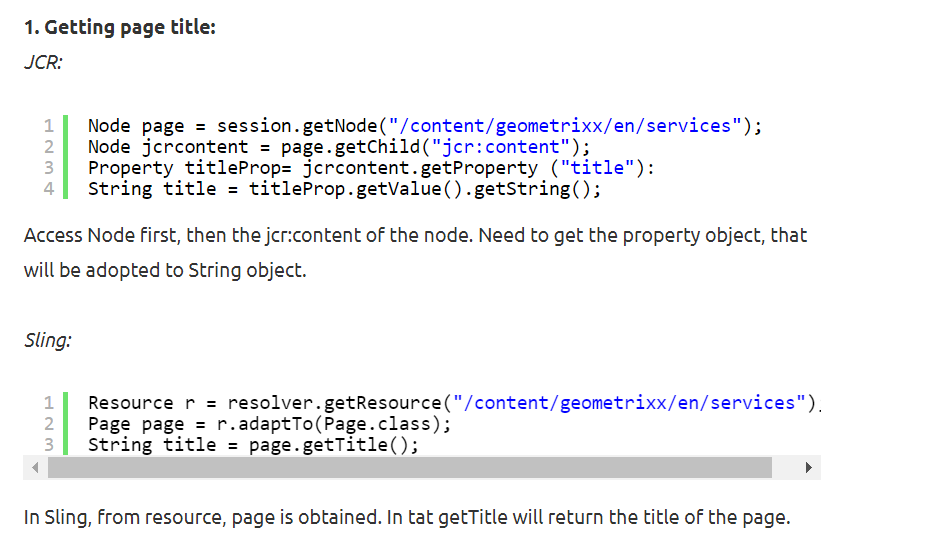 1. Getting page title:
JCR:
1 Node page = session.getNode("/content/geometrixx/en/services");
2 Node jcrcontent = page.getChild("jcr:content");
3 Property titleProp= jcrcontent.getProperty ("title"):
4 String title = titleProp.getValue().getString();
Access Node first, then the jcr:content of the node. Need to get the property object, that
will be adopted to String object.
Sling:
1 Resource r = resolver.getResource("/content/geometrixx/en/services")
2 Page page = r.adaptTo(Page.class);
3 String title = page.getTitle();
In Sling, from resource, page is obtained. In tat getTitle will return the title of the page.